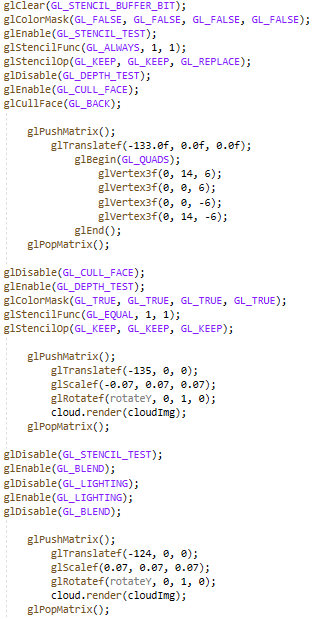 glClear(GL_STENCIL_BUFFER_BIT);
glColorMask(GL_FALSE, GL_FALSE, GL_FALSE, GL_FALSE);
glEnable(GL_STENCIL_TEST);
glStencilFunc(GL_ALWAYS, 1, 1);
glStencilOp(GL_KEEP, GL_KEEP, GL_REPLACE);
glDisable(GL_DEPTH_TEST);
glEnable(GL_CULL_FACE);
glCullFace(GL_BACK);
glPushMatrix();
glTranslatef(-133.0f, 0.0f, 0.0f);
glBegin(GL_QUADS);
glVertex3f(0, 14, 6);
glVertex3f(0, 0, 6);
glVertex3f(0, 0, -6);
glVertex3f(0, 14, -6);
glEnd();
glPopMatrix();
glDisable(GL_CULL_FACE);
glEnable(GL_DEPTH_TEST);
glColorMask(GL_TRUE, GL_TRUE, GL_TRUE, GL_TRUE);
glStencilFunc(GL_EQUAL, 1, 1);
glStencilOp(GL_KEEP, GL_KEEP, GL_KEEP);
glPushMatrix();
glTranslatef(-135, 0, 0);
glScalef(-0.07, 0.07, 0.07);
glRotatef(rotateY, 0, 1, 0);
cloud.render(cloudImg);
glPopMatrix();
glDisable(GL_STENCIL_TEST);
glEnable(GL_BLEND);
glDisable(GL_LIGHTING);
glEnable(GL_LIGHTING);
glDisable(GL_BLEND);
glPushMatrix();
glTranslatef(-124, 0, 0);
glScalef(0.07, 0.07, 0.07);
glRotatef(rotateY, 0, 1, 0);
cloud.render(cloudImg);
glPopMatrix();